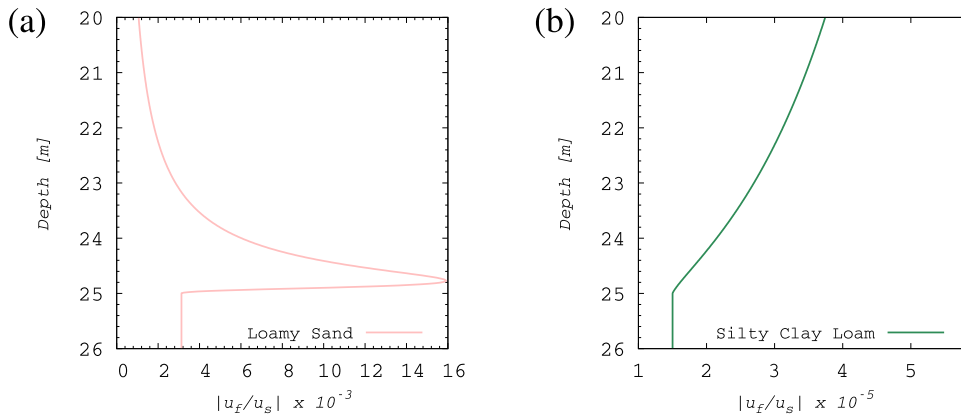 (a)
20
21
22
23
24
25
26
Depth [m]
Loamy Sand
0 2 4 6 8 10 12 14 16
|u_f/u_s| x 10^-3
(b)
20
21
22
23
24
25
26
Depth [m]
Silty Clay Loam
1 2 3 4 5
|u_f/u_s| x 10^-5